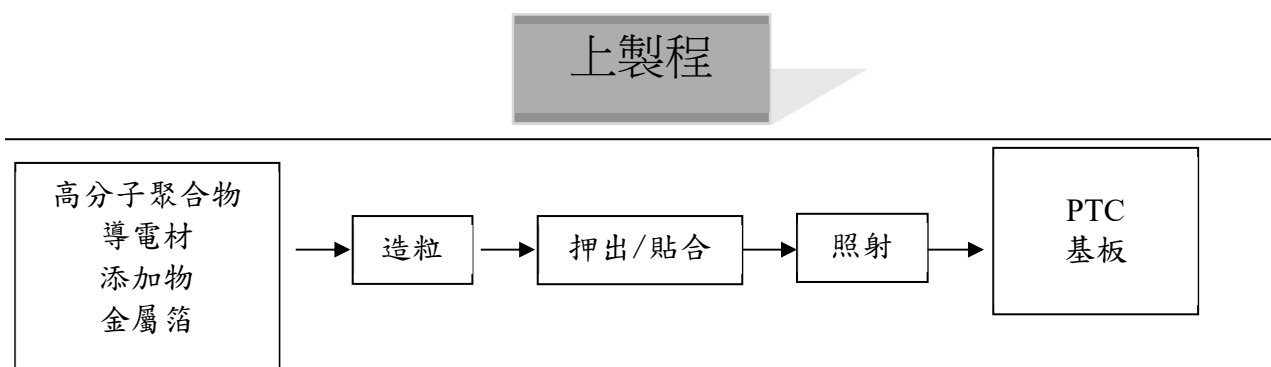 上製程
高分子聚合物
導電材
添加物
金屬箔
造粒
押出/貼合
照射
PTC
基板